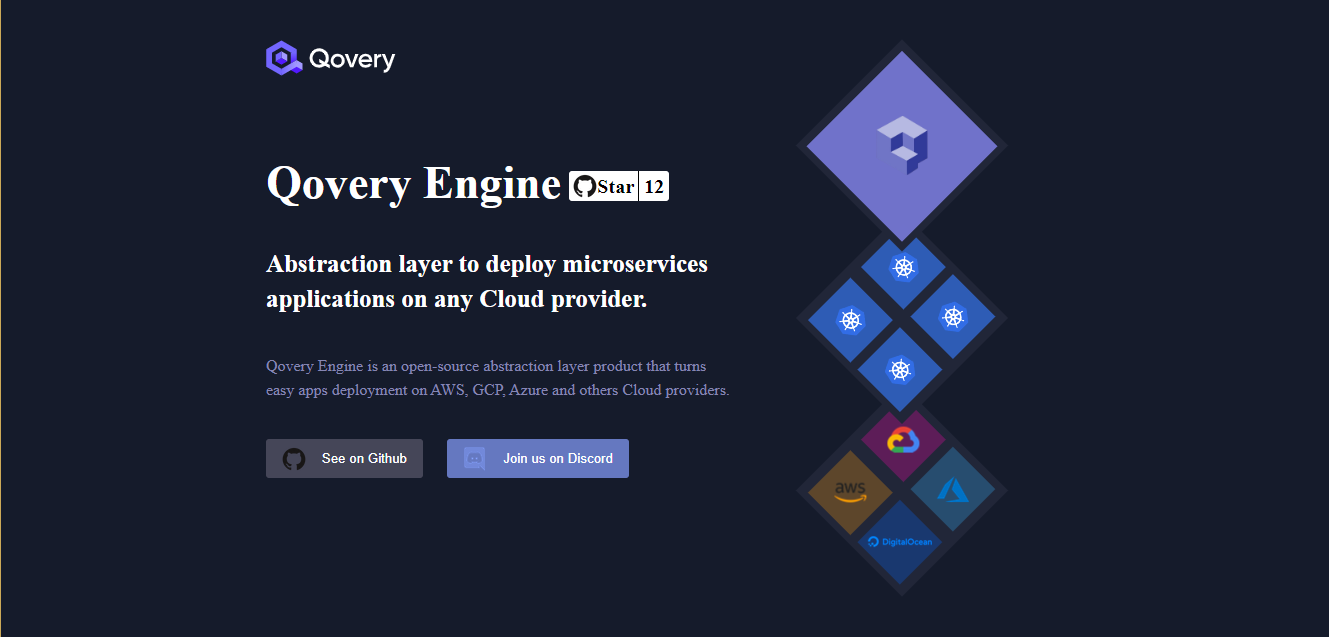 Qovery
Qovery Engine Star 12
Abstraction layer to deploy microservices
applications on any Cloud provider.
Qovery Engine is an open-source abstraction layer product that turns
easy apps deployment on AWS, GCP, Azure and others Cloud providers.
See on Github Join us on Discord
aws
DigitalOcean